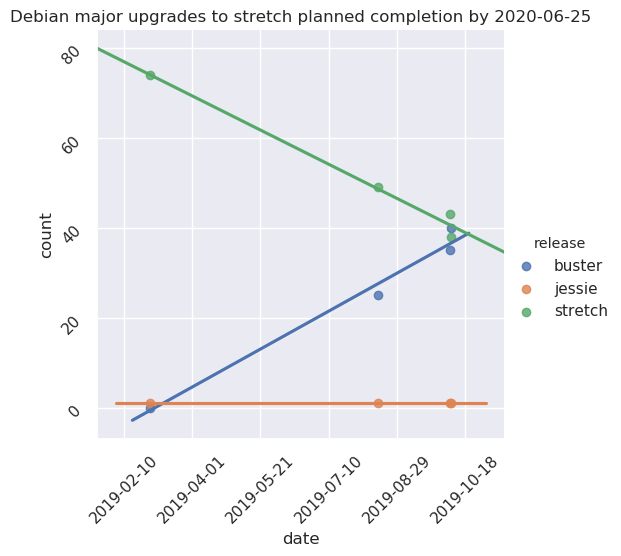 Debian major upgrades to stretch planned completion by 2020-06-25
80
60
40
20
0
count
2019-02-10
2019-04-01
2019-05-21
2019-07-10
2019-08-29
2019-10-18
date
release
buster
jessie
stretch